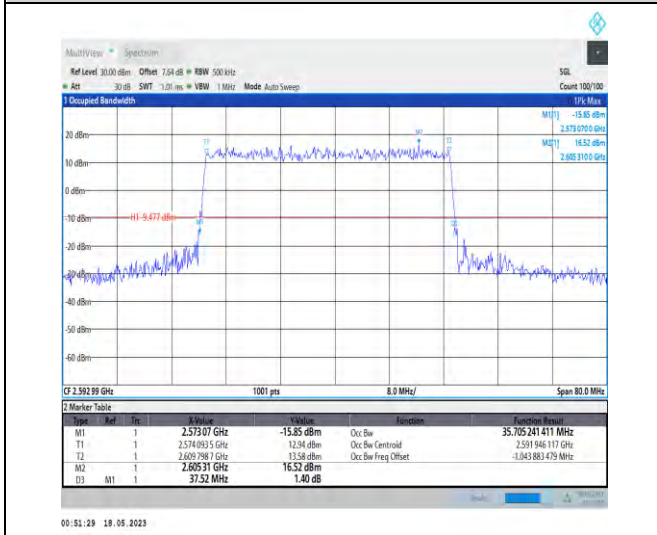 MultiView Spectrum
Ref Level 30.00 dBm Offset 7.64 dB RBW 500 kHz SGL
Att 30 dB SWT 1.01 ms VBW 1 MHz Mode Auto Sweep Count 100/100
1 Occupied Bandwidth 1Pk Max
M1[1] -15.85 dBm
2.573 0700 GHz
M2[1] 16.52 dBm
2.605 3100 GHz
20 dBm
10 dBm
0 dBm
-10 dBm
H1 -9.477 dBm
-20 dBm
-30 dBm
-40 dBm
-50 dBm
-60 dBm
CF 2.592 99 GHz 1001 pts 8.0 MHz/ Span 80.0 MHz
2 Marker Table
Type Ref Trc X-Value Y-Value Function Function Result
M1 1 2.573 07 GHz -15.85 dBm Occ Bw 35.705 241 411 MHz
T1 1 2.574 093 5 GHz 12.94 dBm Occ Bw Centroid 2.591 946 117 GHz
T2 1 2.609 798 7 GHz 13.58 dBm Occ Bw Freq Offset -1.043 883 479 MHz
M2 1 2.605 31 GHz 16.52 dBm
D3 M1 1 37.52 MHz 1.40 dB
00:51:29 18.05.2023